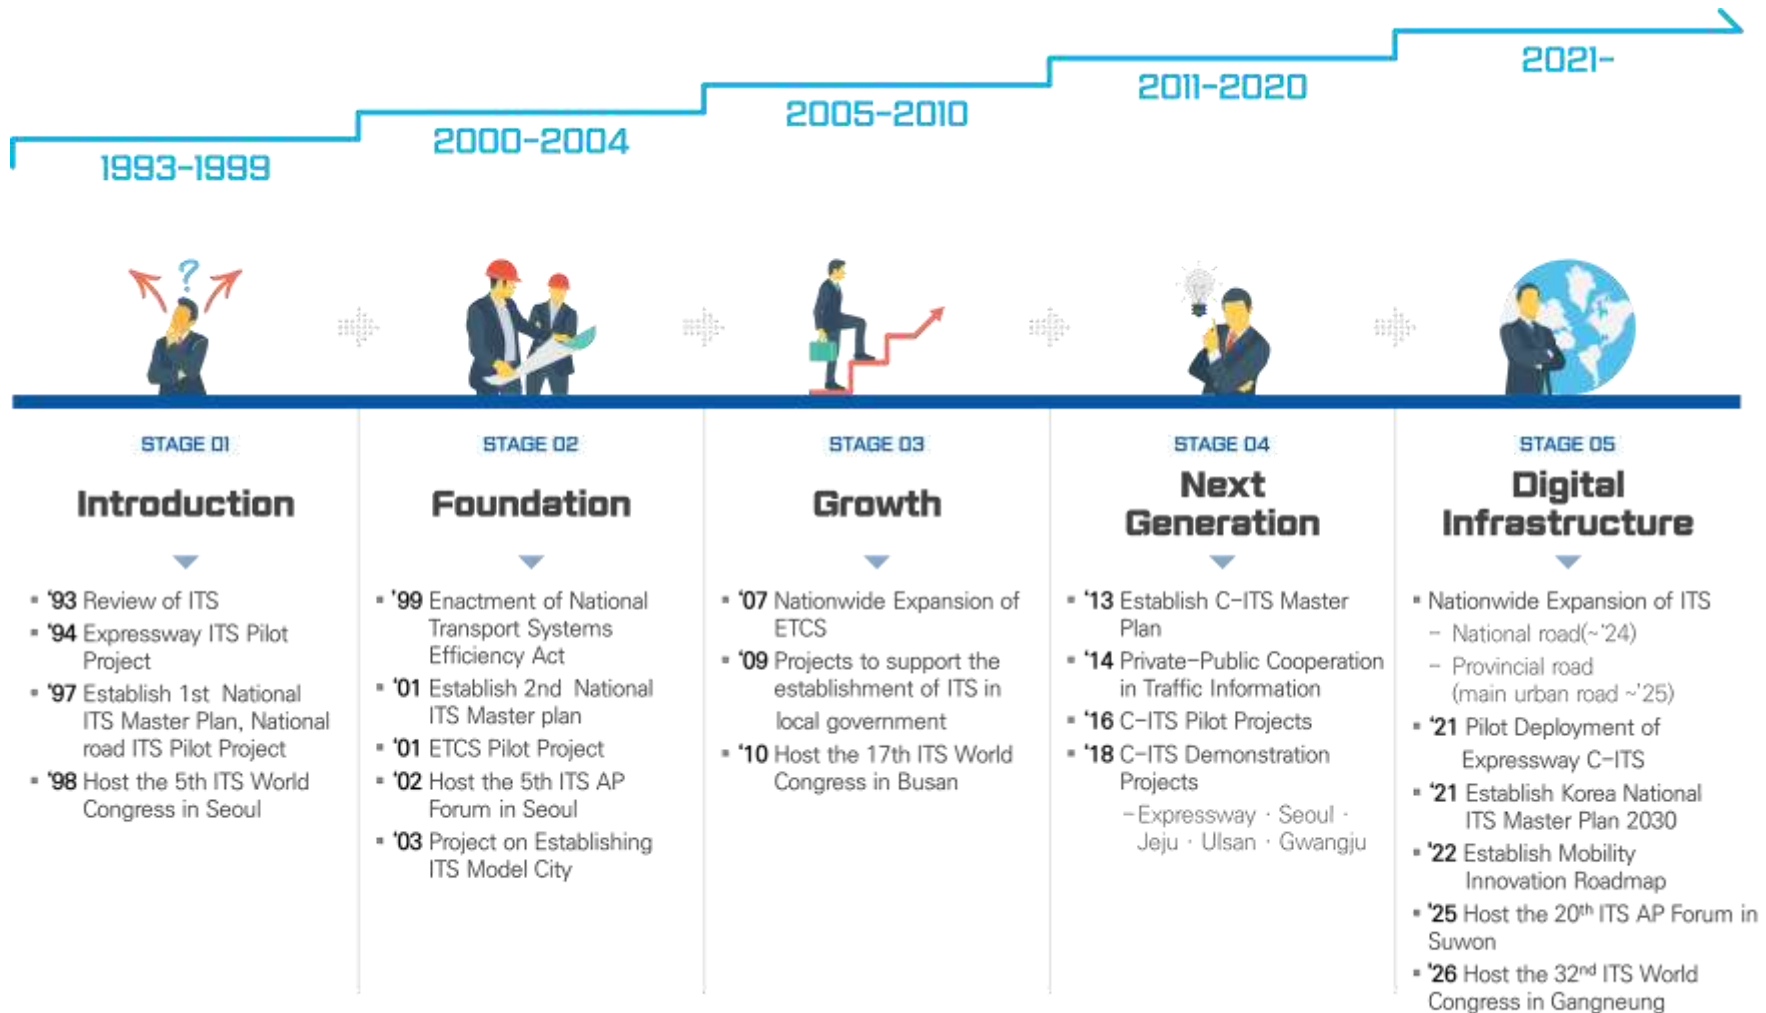 1993-1999
2000-2004
2005-2010
2011-2020
2021-
?
STAGE 01
Introduction
▪ '93 Review of ITS
▪ '94 Expressway ITS Pilot
Project
▪ '97 Establish 1st National
ITS Master Plan, National
road ITS Pilot Project
▪ '98 Host the 5th ITS World
Congress in Seoul
STAGE 02
Foundation
▪ '99 Enactment of National
Transport Systems
Efficiency Act
▪ '01 Establish 2nd National
ITS Master plan
▪ '01 ETCS Pilot Project
▪ '02 Host the 5th ITS AP
Forum in Seoul
▪ '03 Project on Establishing
ITS Model City
STAGE 03
Growth
▪ '07 Nationwide Expansion of
ETCS
▪ '09 Projects to support the
establishment of ITS in
local government
▪ '10 Host the 17th ITS World
Congress in Busan
STAGE 04
Next
Generation
▪ '13 Establish C-ITS Master
Plan
▪ '14 Private-Public Cooperation
in Traffic Information
▪ '16 C-ITS Pilot Projects
▪ '18 C-ITS Demonstration
Projects
-Expressway · Seoul ·
Jeju · Ulsan · Gwangju
STAGE 05
Digital
Infrastructure
▪ Nationwide Expansion of ITS
- National road(~'24)
- Provincial road
(main urban road ~'25)
▪ '21 Pilot Deployment of
Expressway C-ITS
▪ '21 Establish Korea National
ITS Master Plan 2030
▪ '22 Establish Mobility
Innovation Roadmap
▪ '25 Host the 20th ITS AP Forum in
Suwon
▪ '26 Host the 32nd ITS World
Congress in Gangneung